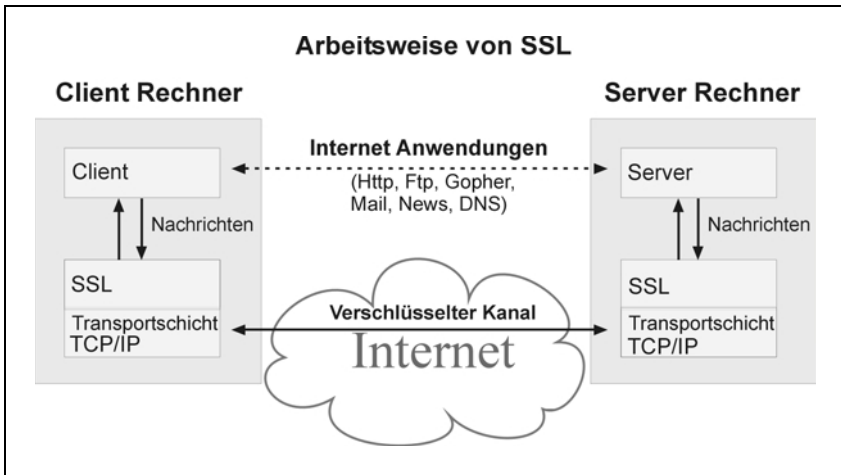 Arbeitsweise von SSL
Client Rechner
Server Rechner
Internet Anwendungen
(Http, Ftp, Gopher,
Mail, News, DNS)
Client
Server
Nachrichten
Nachrichten
SSL
SSL
Transportschicht
TCP/IP
Verschlüsselter Kanal
Internet
Transportschicht
TCP/IP